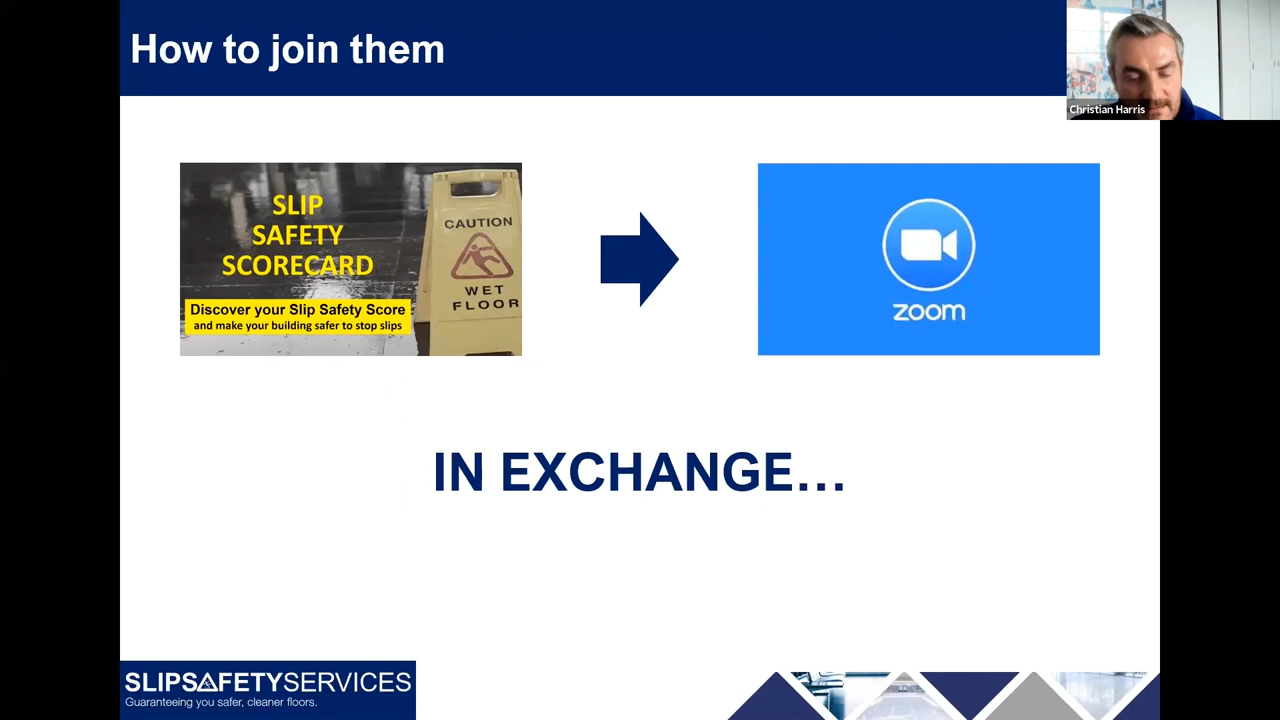 How to join them
Christian Harris
SLIP
SAFETY
SCORECARD
Discover your Slip Safety Score
and make your building safer to stop slips
CAUTION
WET
FLOOR
zoom
IN EXCHANGE…
SLIPSAFETYSERVICES
Guaranteeing you safer, cleaner floors.